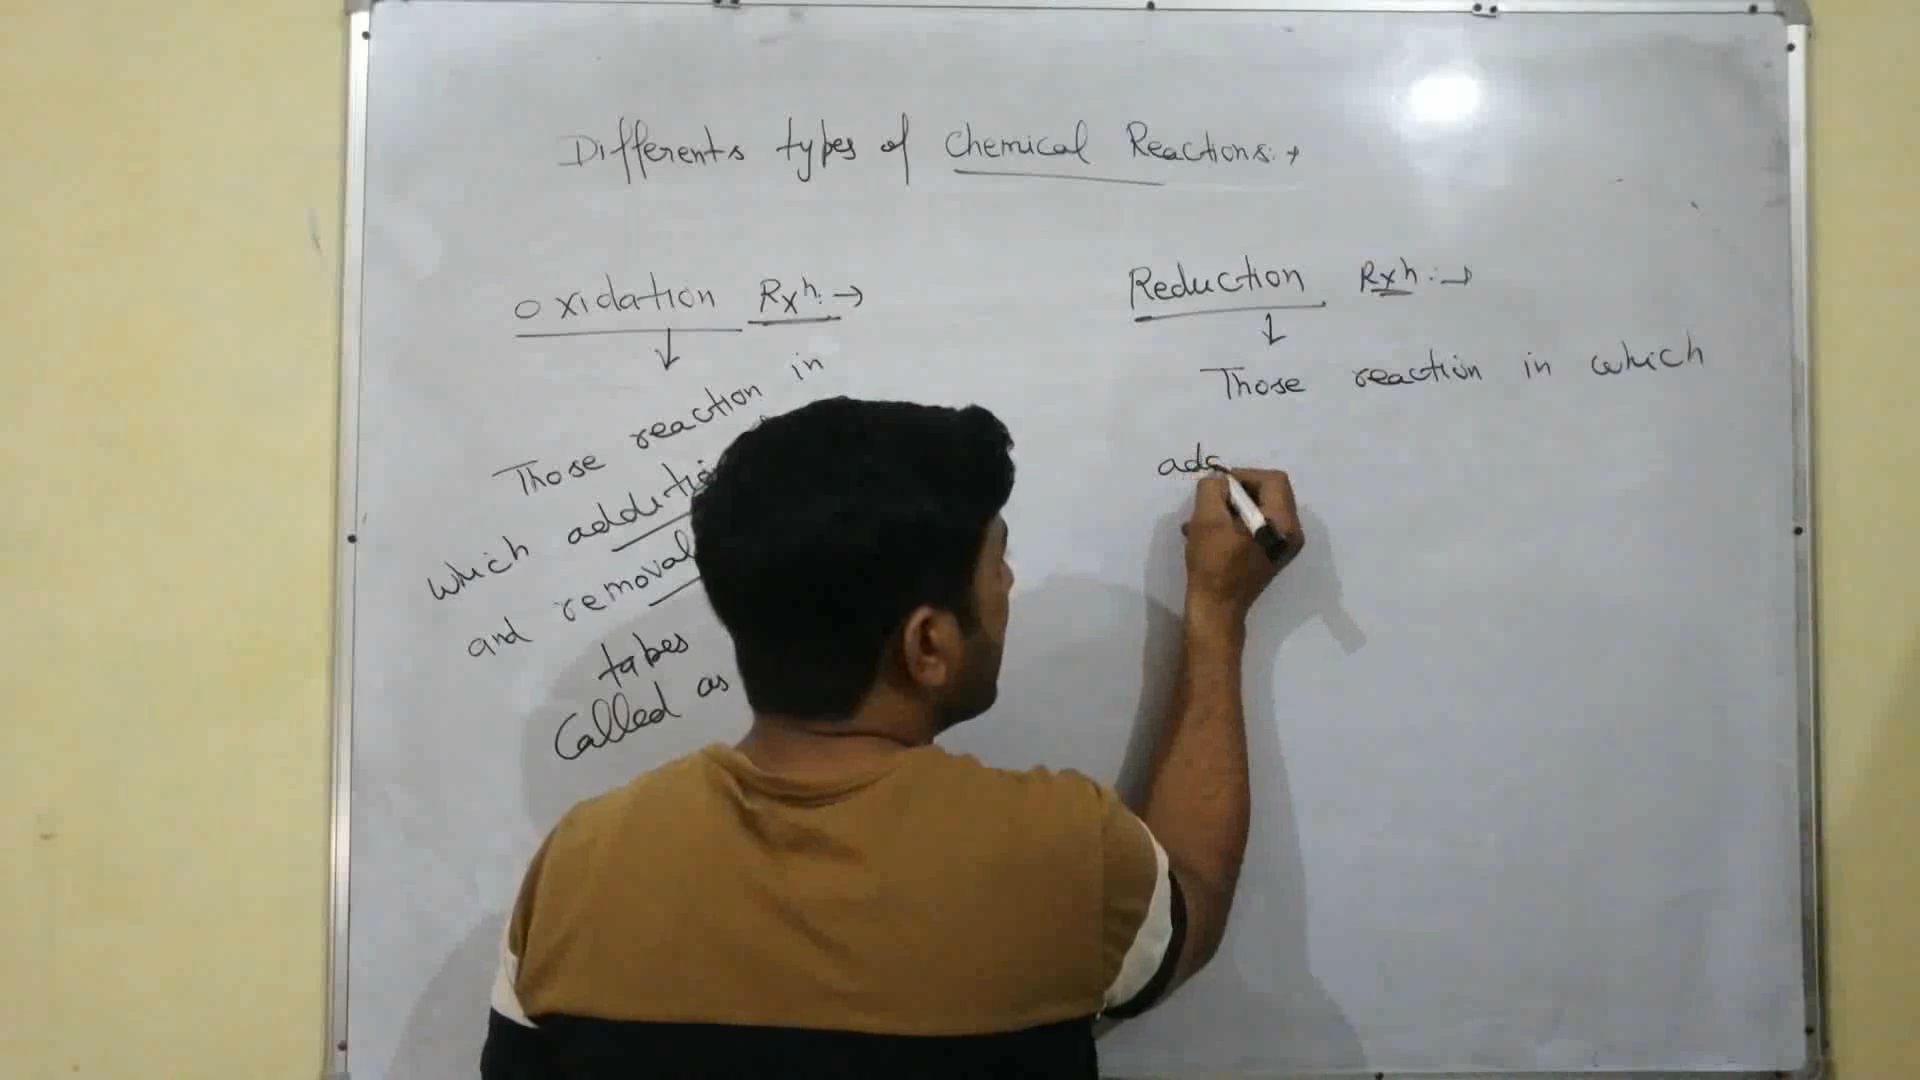 Differents types of Chemical Reactions:→
Oxidation Rxn:→
↓
Those reaction in
which
and removal
takes
Called as
Reduction Rxn:→
↓
Those reaction in which